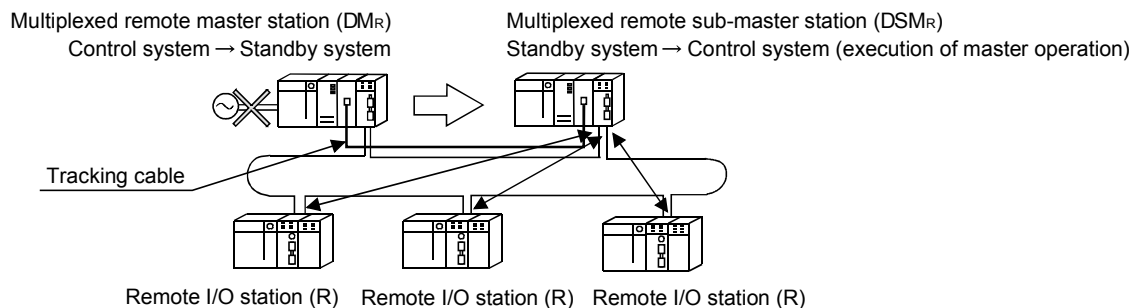 Multiplexed remote master station (DMR)
Control system → Standby system
Multiplexed remote sub-master station (DSMR)
Standby system → Control system (execution of master operation)
Tracking cable
Remote I/O station (R) Remote I/O station (R) Remote I/O station (R)